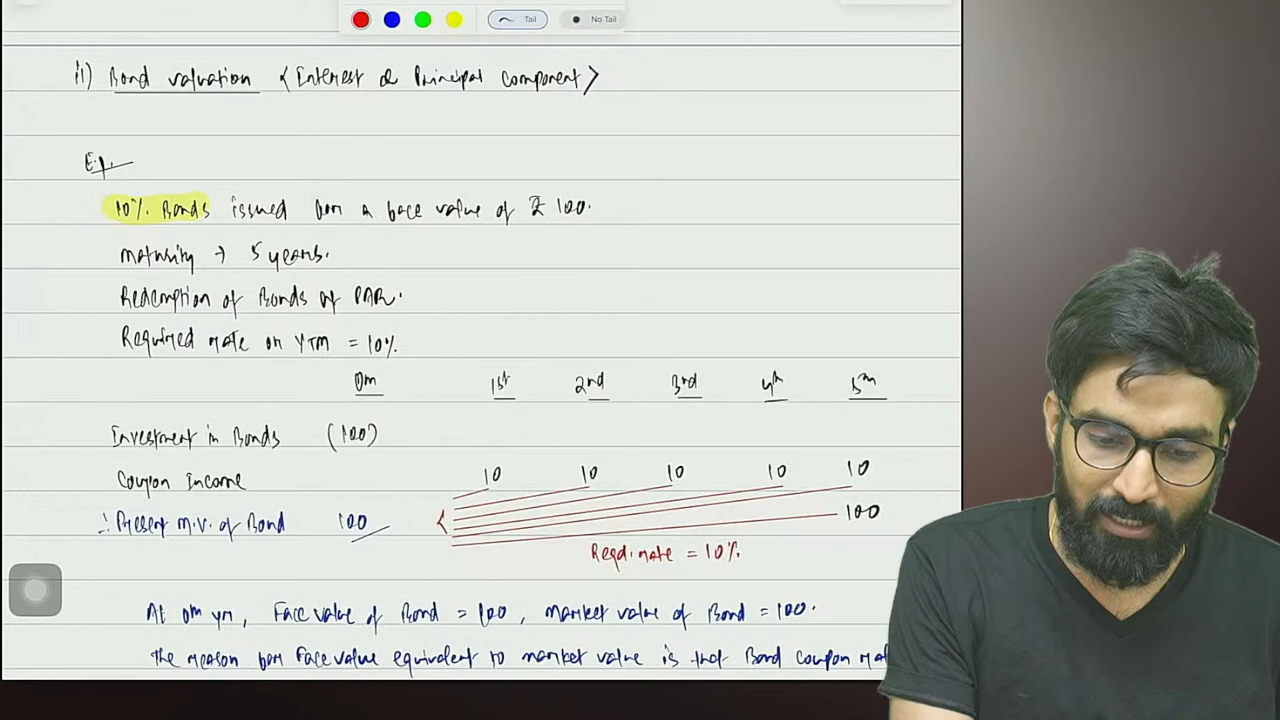 Tail No Tail
ii) Bond valuation < Interest & Principal component >
Eg.
10% Bonds issued for a face value of ₹ 100.
Maturity → 5 years.
Redemption of Bonds at PAR.
Required rate or YTM = 10%.
0th 1st 2nd 3rd 4th 5th
Investment in Bonds (100)
Coupon Income 10 10 10 10 10
∴ Present M.V. of Bond 100 100
Reqd. rate = 10%
At 0th yr, Face value of Bond = 100, market value of Bond = 100.
The reason for Face value equivalent to market value is that Bond coupon